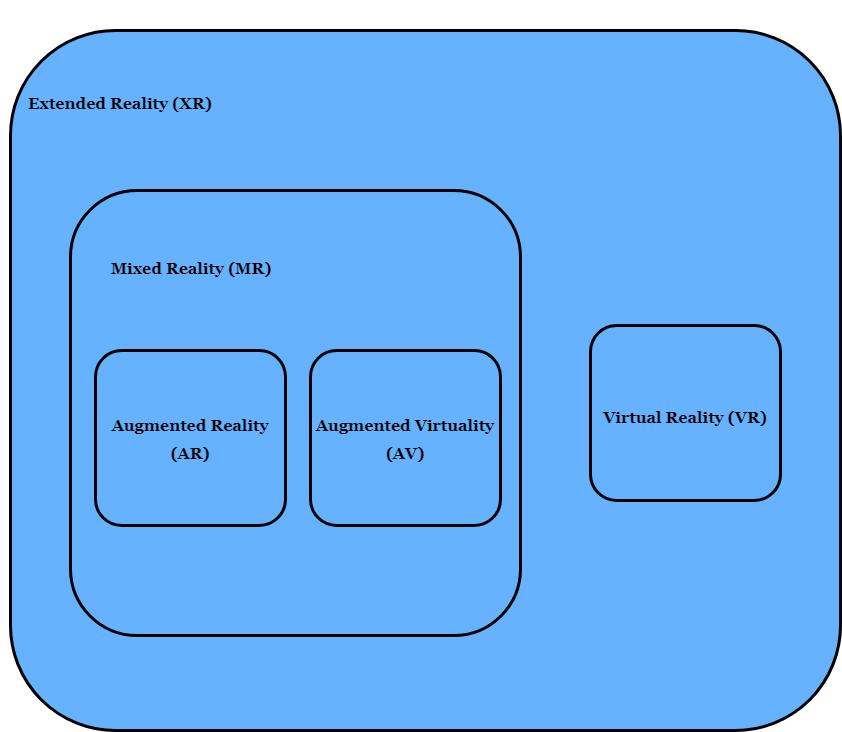 Extended Reality (XR)
Mixed Reality (MR)
Augmented Reality
(AR)
Augmented Virtuality
(AV)
Virtual Reality (VR)